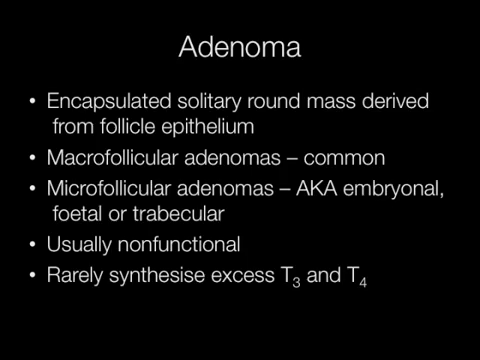 Adenoma
• Encapsulated solitary round mass derived
from follicle epithelium
• Macrofollicular adenomas – common
• Microfollicular adenomas – AKA embryonal,
foetal or trabecular
• Usually nonfunctional
• Rarely synthesise excess T₃ and T₄